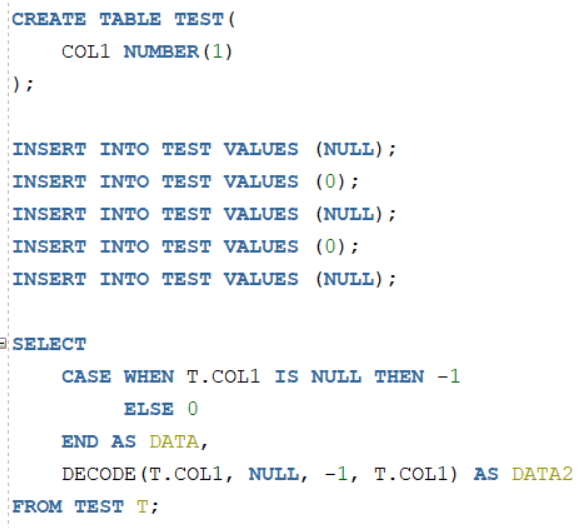 CREATE TABLE TEST(
    COL1 NUMBER(1)
);

INSERT INTO TEST VALUES (NULL);
INSERT INTO TEST VALUES (0);
INSERT INTO TEST VALUES (NULL);
INSERT INTO TEST VALUES (0);
INSERT INTO TEST VALUES (NULL);

SELECT
    CASE WHEN T.COL1 IS NULL THEN -1
         ELSE 0
    END AS DATA,
    DECODE(T.COL1, NULL, -1, T.COL1) AS DATA2
FROM TEST T;